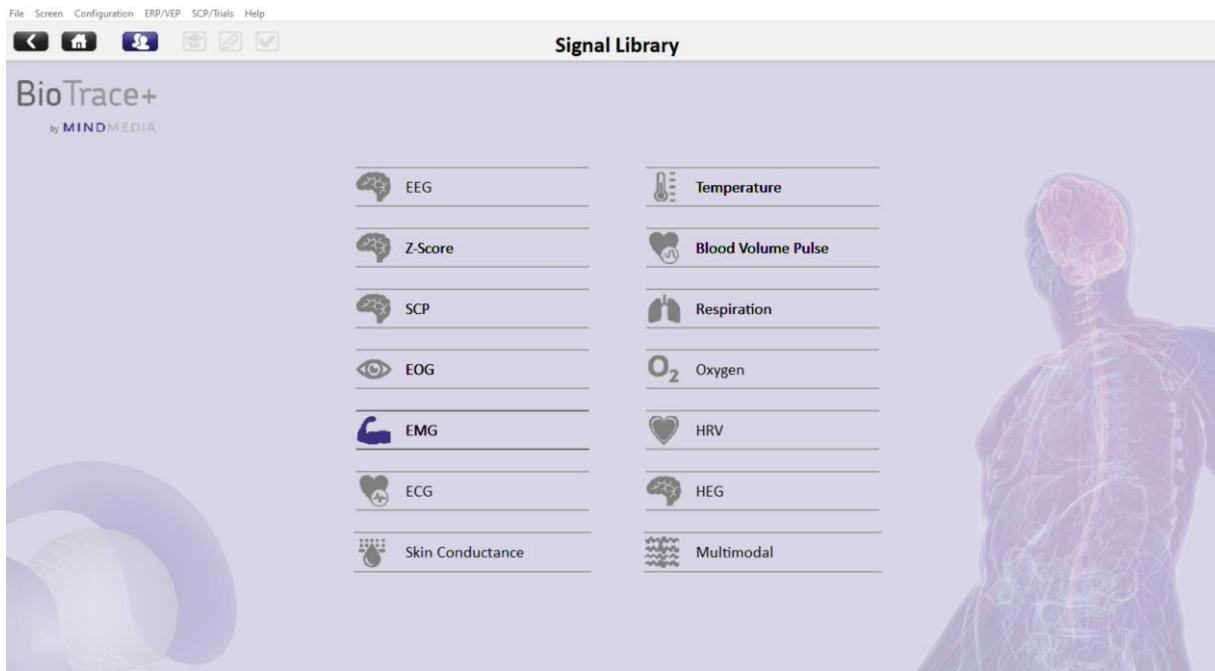 File Screen Configuration ERP/VEP SCP/Trials Help
Signal Library
BioTrace+
by MINDMEDIA
EEG
Z-Score
SCP
EOG
EMG
ECG
Skin Conductance
Temperature
Blood Volume Pulse
Respiration
O2 Oxygen
HRV
HEG
Multimodal